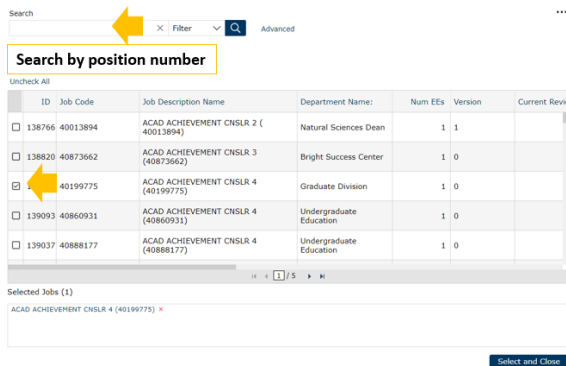 Search
...
Filter
Advanced
Search by position number
Uncheck All
ID Job Code Job Description Name Department Name: Num EEs Version Current Revi
138766 40013894 ACAD ACHIEVEMENT CNSLR 2 (
40013894) Natural Sciences Dean 1 1
138820 40873662 ACAD ACHIEVEMENT CNSLR 3
(40873662) Bright Success Center 1 0
40199775 ACAD ACHIEVEMENT CNSLR 4
(40199775) Graduate Division 1 0
139093 40860931 ACAD ACHIEVEMENT CNSLR 4
(40860931) Undergraduate
Education 1 0
139037 40888177 ACAD ACHIEVEMENT CNSLR 4
(40888177) Undergraduate
Education 1 0
1 / 5
Selected Jobs (1)
ACAD ACHIEVEMENT CNSLR 4 (40199775) ×
Select and Close